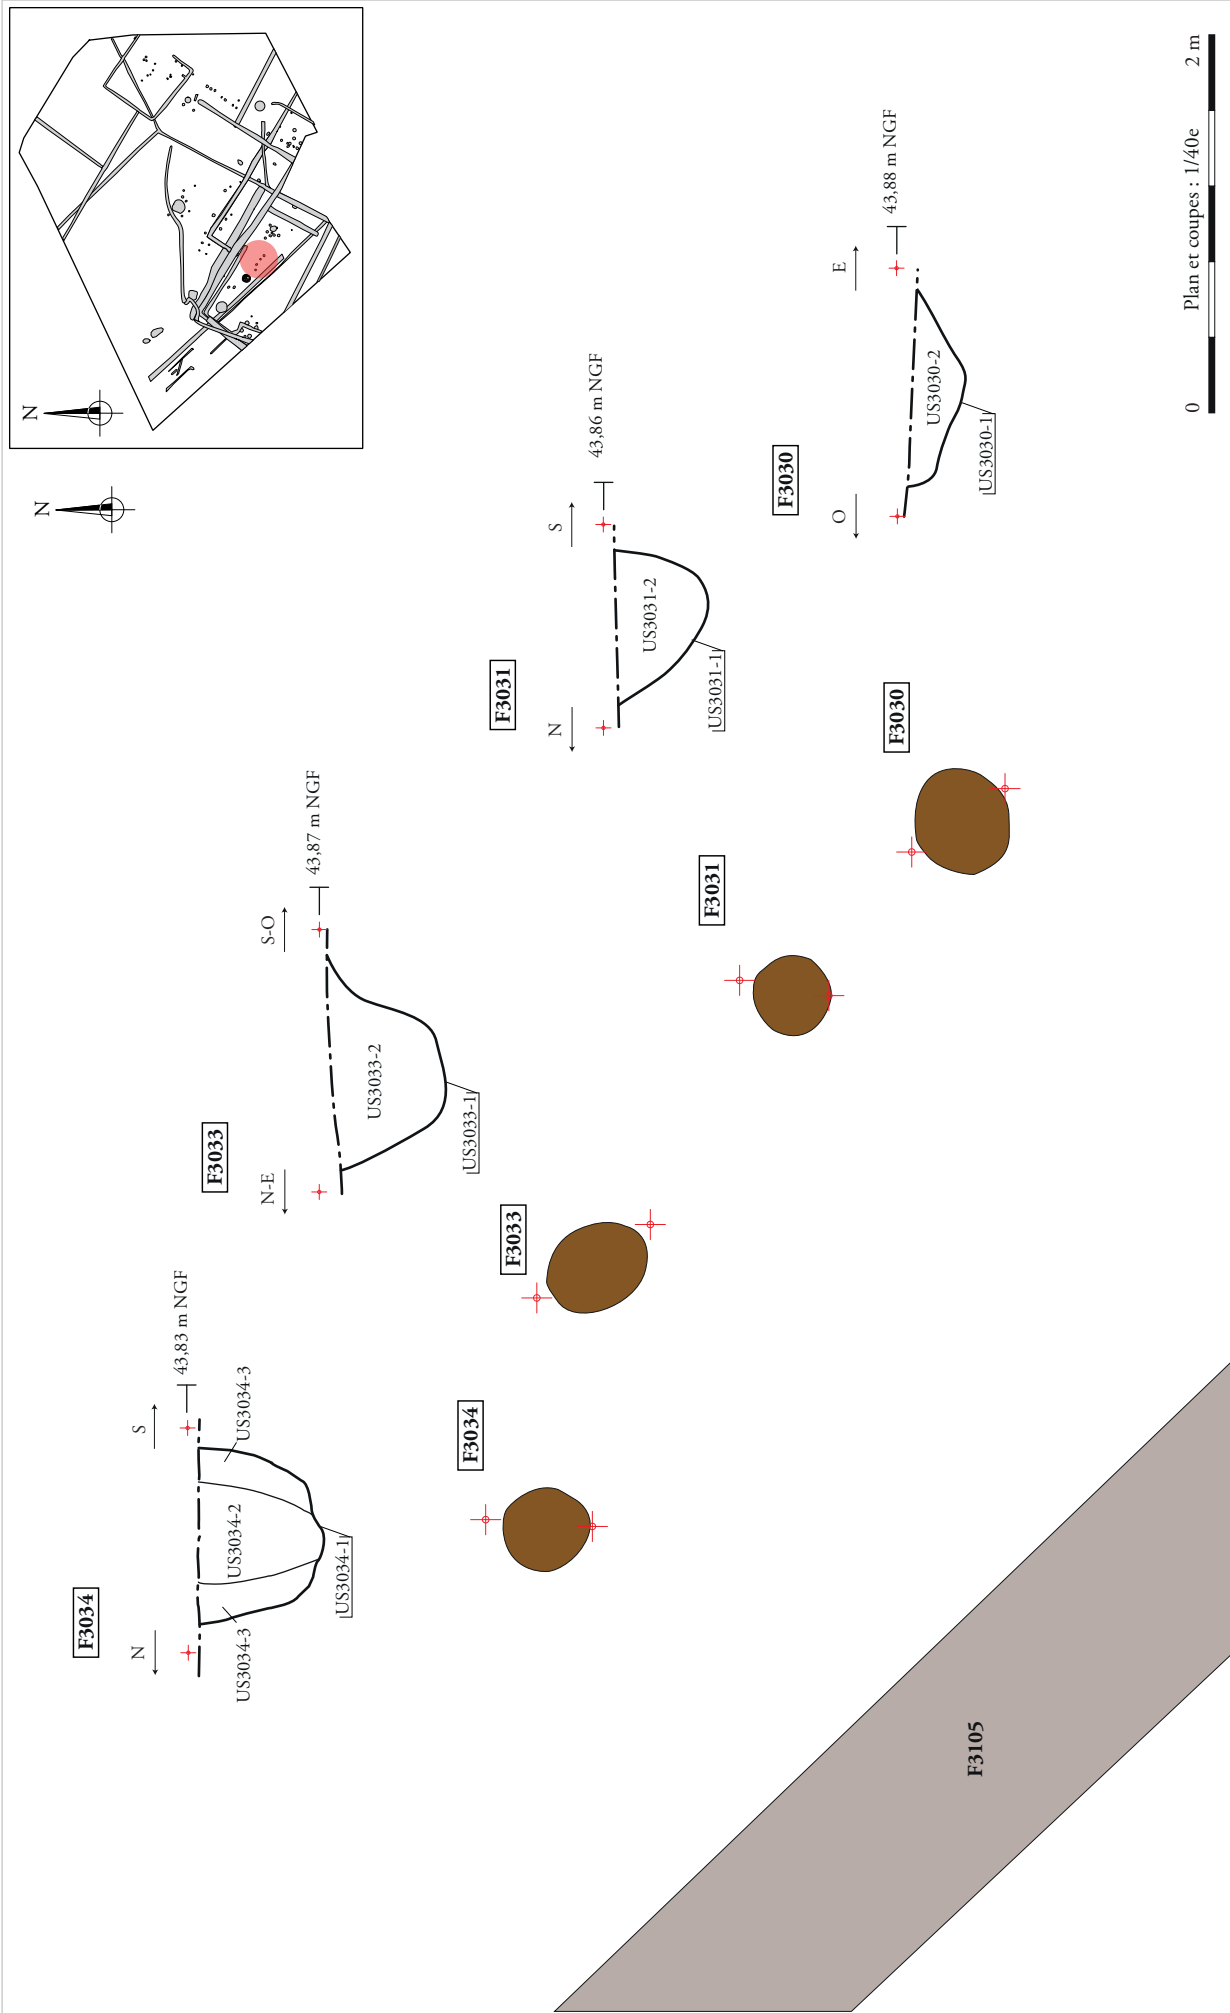 N
N
F3034
N
S
43,83 m NGF
US3034-3
US3034-2
US3034-3
US3034-1
F3033
N-E
S-O
43,87 m NGF
US3033-2
US3033-1
F3031
N
S
43,86 m NGF
US3031-2
US3031-1
F3030
O
E
43,88 m NGF
US3030-2
US3030-1
F3034
F3033
F3031
F3030
F3105
0
Plan et coupes : 1/40e
2 m